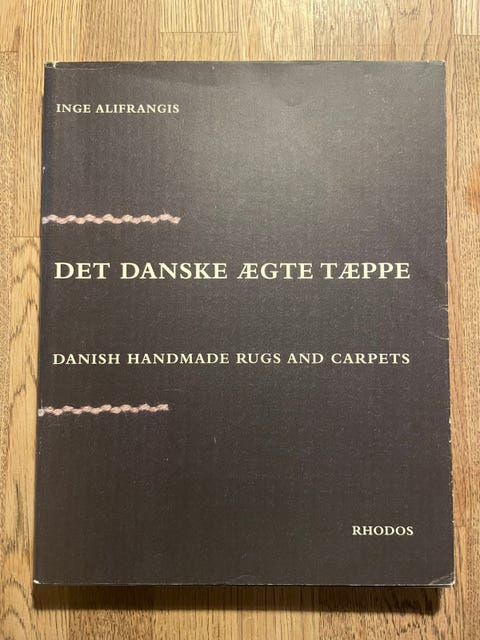 INGE ALIFRANGIS
DET DANSKE ÆGTE TÆPPE
DANISH HANDMADE RUGS AND CARPETS
RHODOS